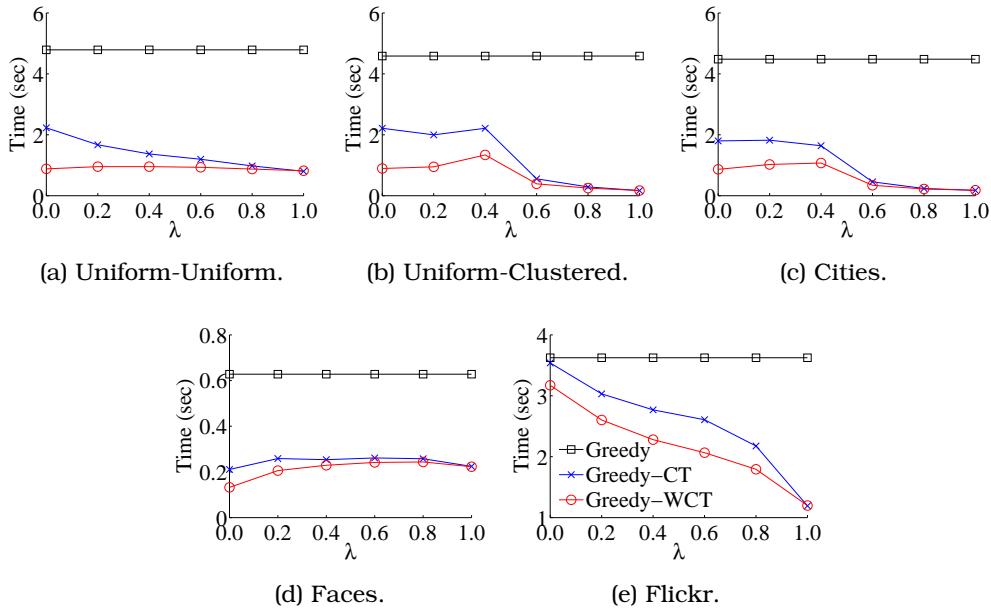 6
4
2
0
Time (sec)
0.0 0.2 0.4 0.6 0.8 1.0
λ
(a) Uniform-Uniform.
6
4
2
0
Time (sec)
0.0 0.2 0.4 0.6 0.8 1.0
λ
(b) Uniform-Clustered.
6
4
2
0
Time (sec)
0.0 0.2 0.4 0.6 0.8 1.0
λ
(c) Cities.
0.8
0.6
0.4
0.2
0
Time (sec)
0.0 0.2 0.4 0.6 0.8 1.0
λ
(d) Faces.
4
3
2
1
Time (sec)
Greedy
Greedy−CT
Greedy−WCT
0.0 0.2 0.4 0.6 0.8 1.0
λ
(e) Flickr.